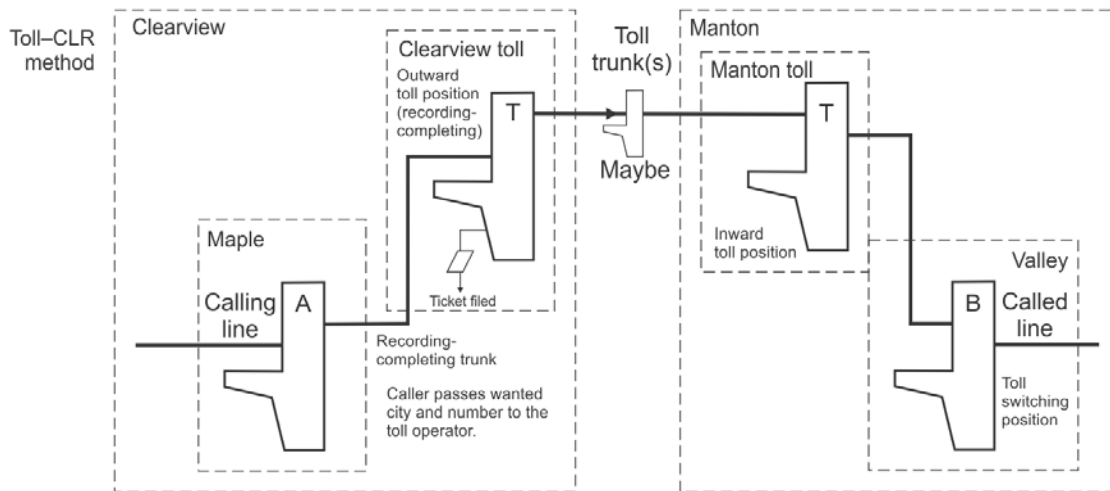 Toll–CLR
method
Clearview
Clearview toll
Outward
toll position
(recording-
completing)
T
Ticket filed
Maple
Calling
line
A
Recording-
completing trunk
Caller passes wanted
city and number to the
toll operator.
Toll
trunk(s)
Maybe
Manton
Manton toll
T
Inward
toll position
Valley
B
Called
line
Toll
switching
position